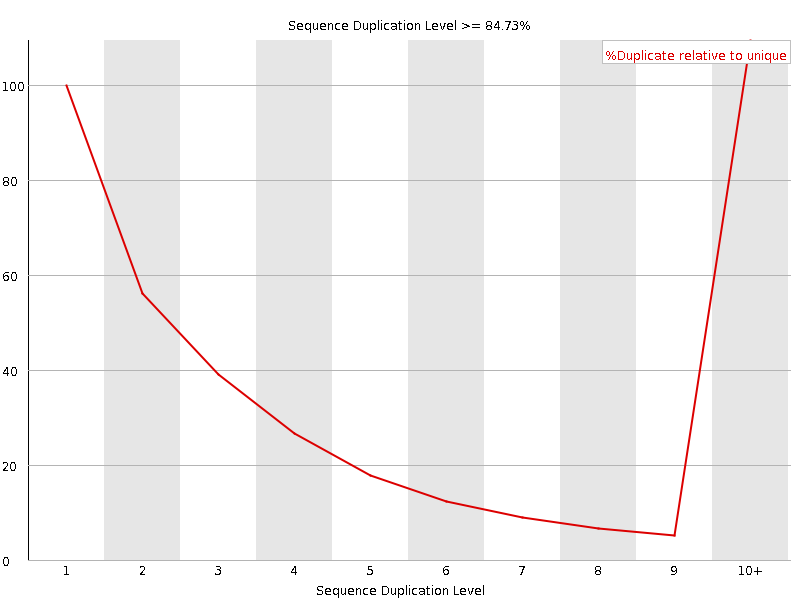 Sequence Duplication Level >= 84.73%
%Duplicate relative to unique
100
80
60
40
20
0
1 2 3 4 5 6 7 8 9 10+
Sequence Duplication Level